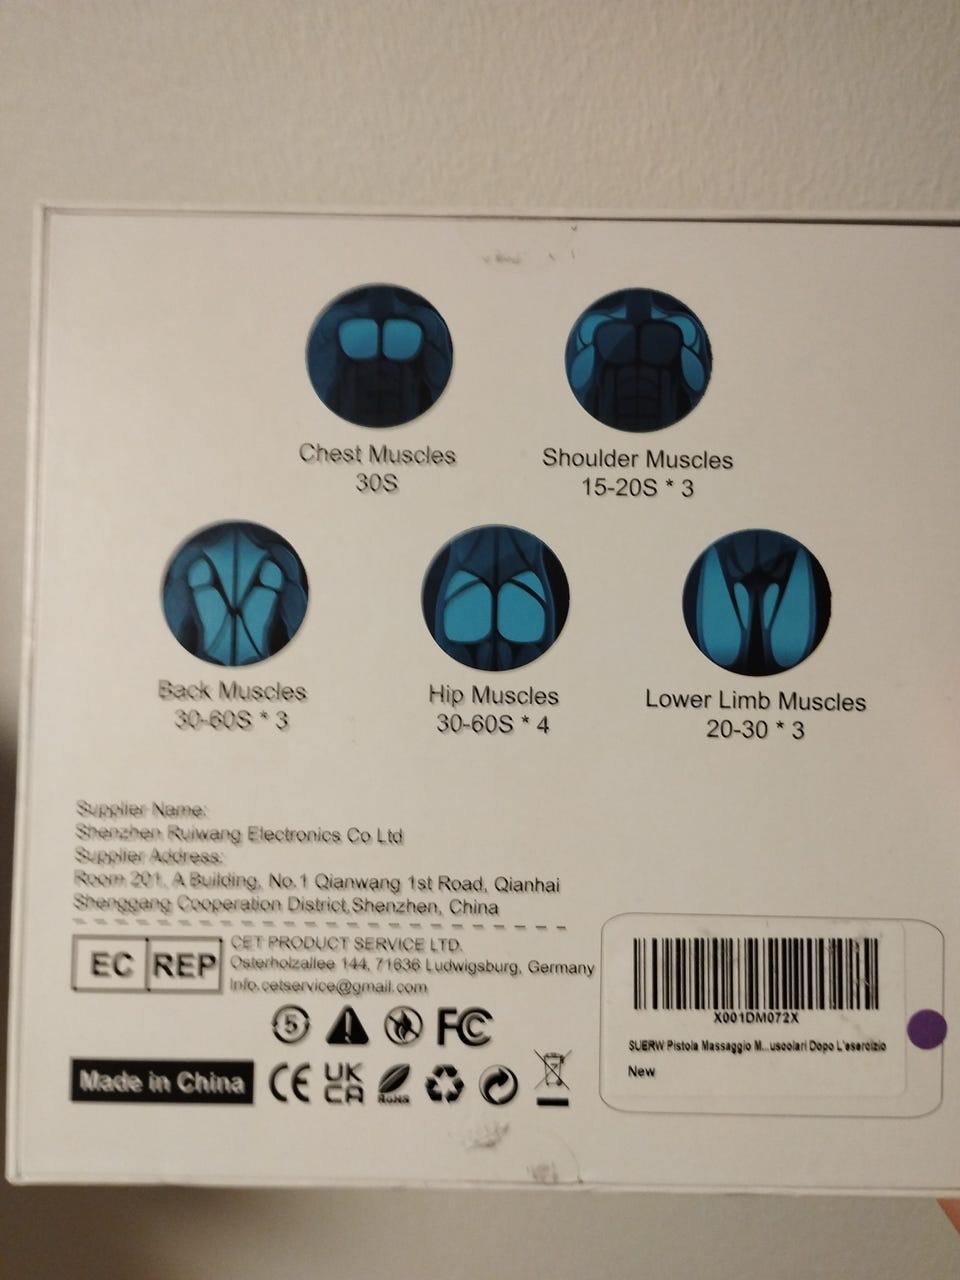 Chest Muscles
30S
Shoulder Muscles
15-20S * 3
Back Muscles
30-60S * 3
Hip Muscles
30-60S * 4
Lower Limb Muscles
20-30 * 3
Supplier Name:
Shenzhen Ruiwang Electronics Co Ltd
Supplier Address:
Room 201, A Building, No.1 Qianwang 1st Road, Qianhai
Shenggang Cooperation District,Shenzhen, China
EC REP
CET PRODUCT SERVICE LTD.
Osterholzallee 144, 71636 Ludwigsburg, Germany
Info.cetservice@gmail.com
5
FC
Made in China
CE
UK
CA
RoHS
X001DM072X
SUERW Pistola Massaggio M...uscolari Dopo L'esercizio
New